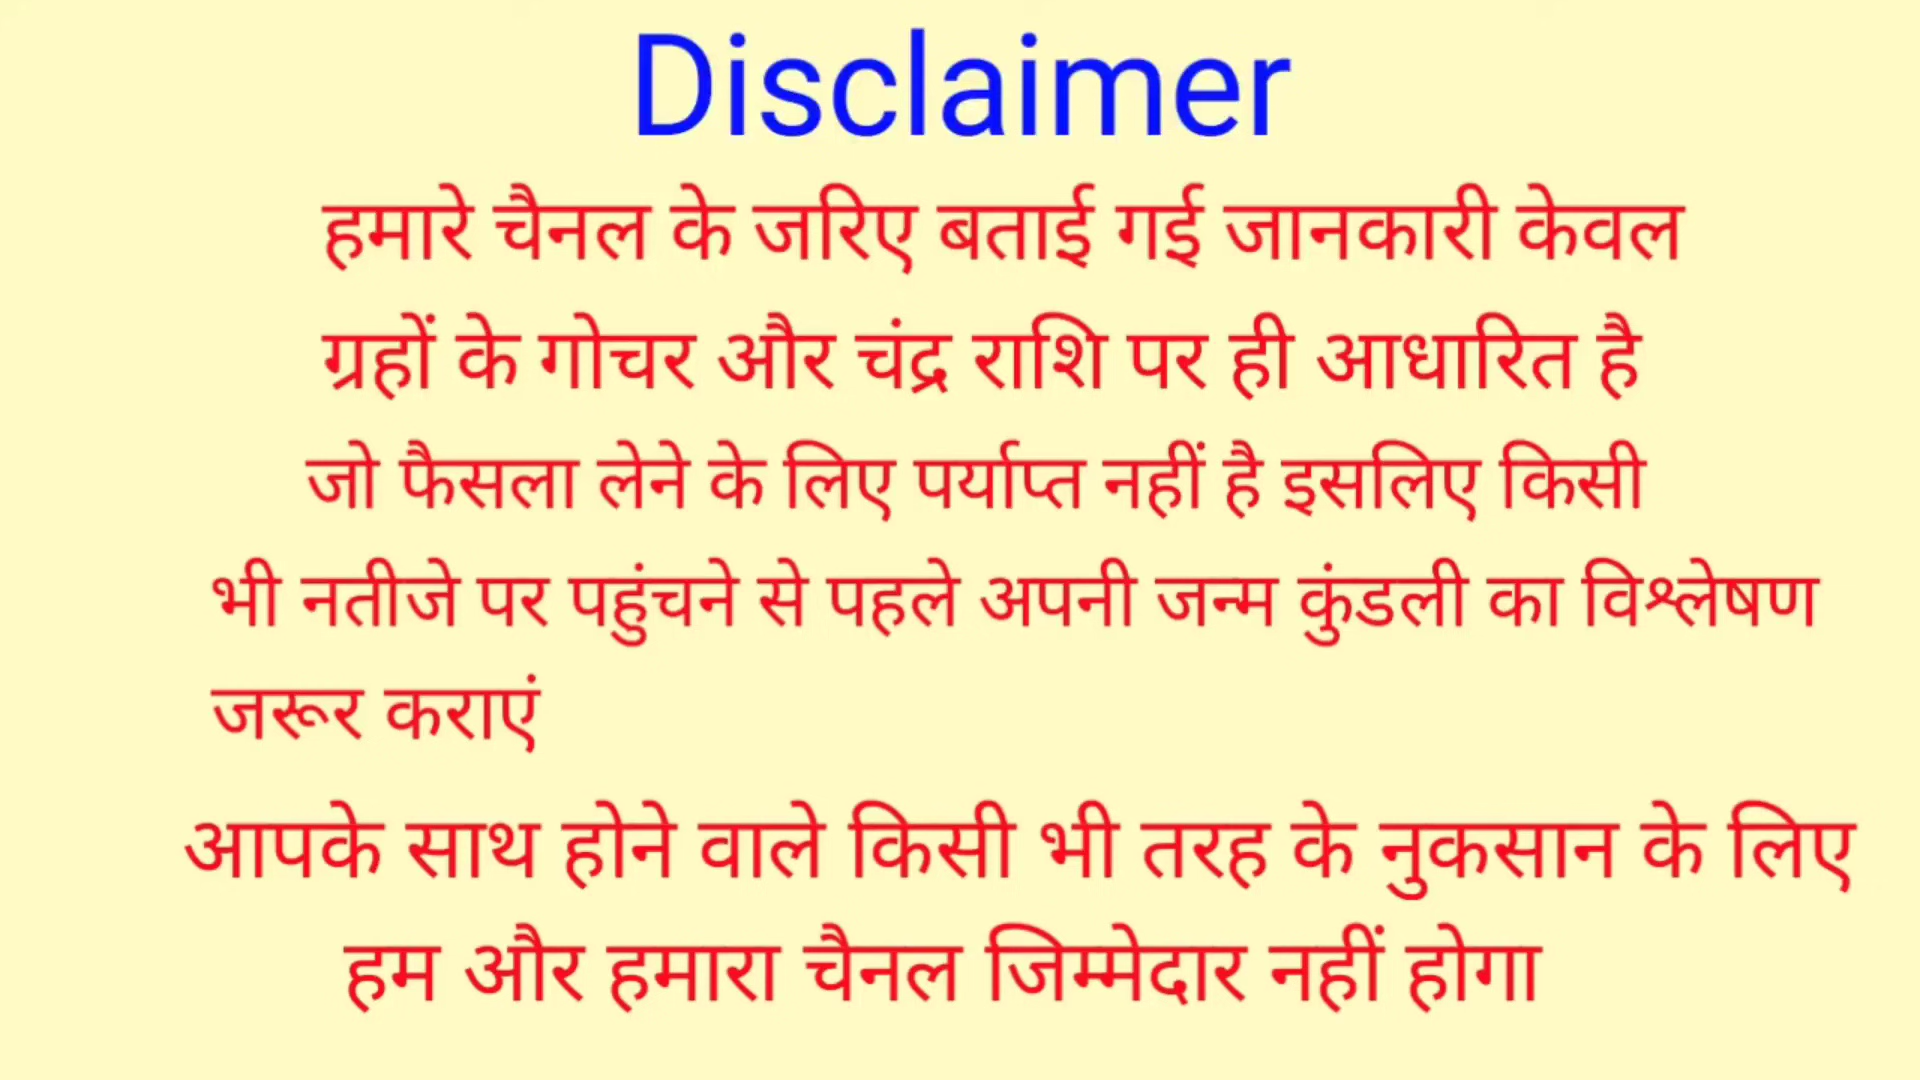 Disclaimer
हमारे चैनल के जरिए बताई गई जानकारी केवल
ग्रहों के गोचर और चंद्र राशि पर ही आधारित है
जो फैसला लेने के लिए पर्याप्त नहीं है इसलिए किसी
भी नतीजे पर पहुंचने से पहले अपनी जन्म कुंडली का विश्लेषण
जरूर कराएं
आपके साथ होने वाले किसी भी तरह के नुकसान के लिए
हम और हमारा चैनल जिम्मेदार नहीं होगा